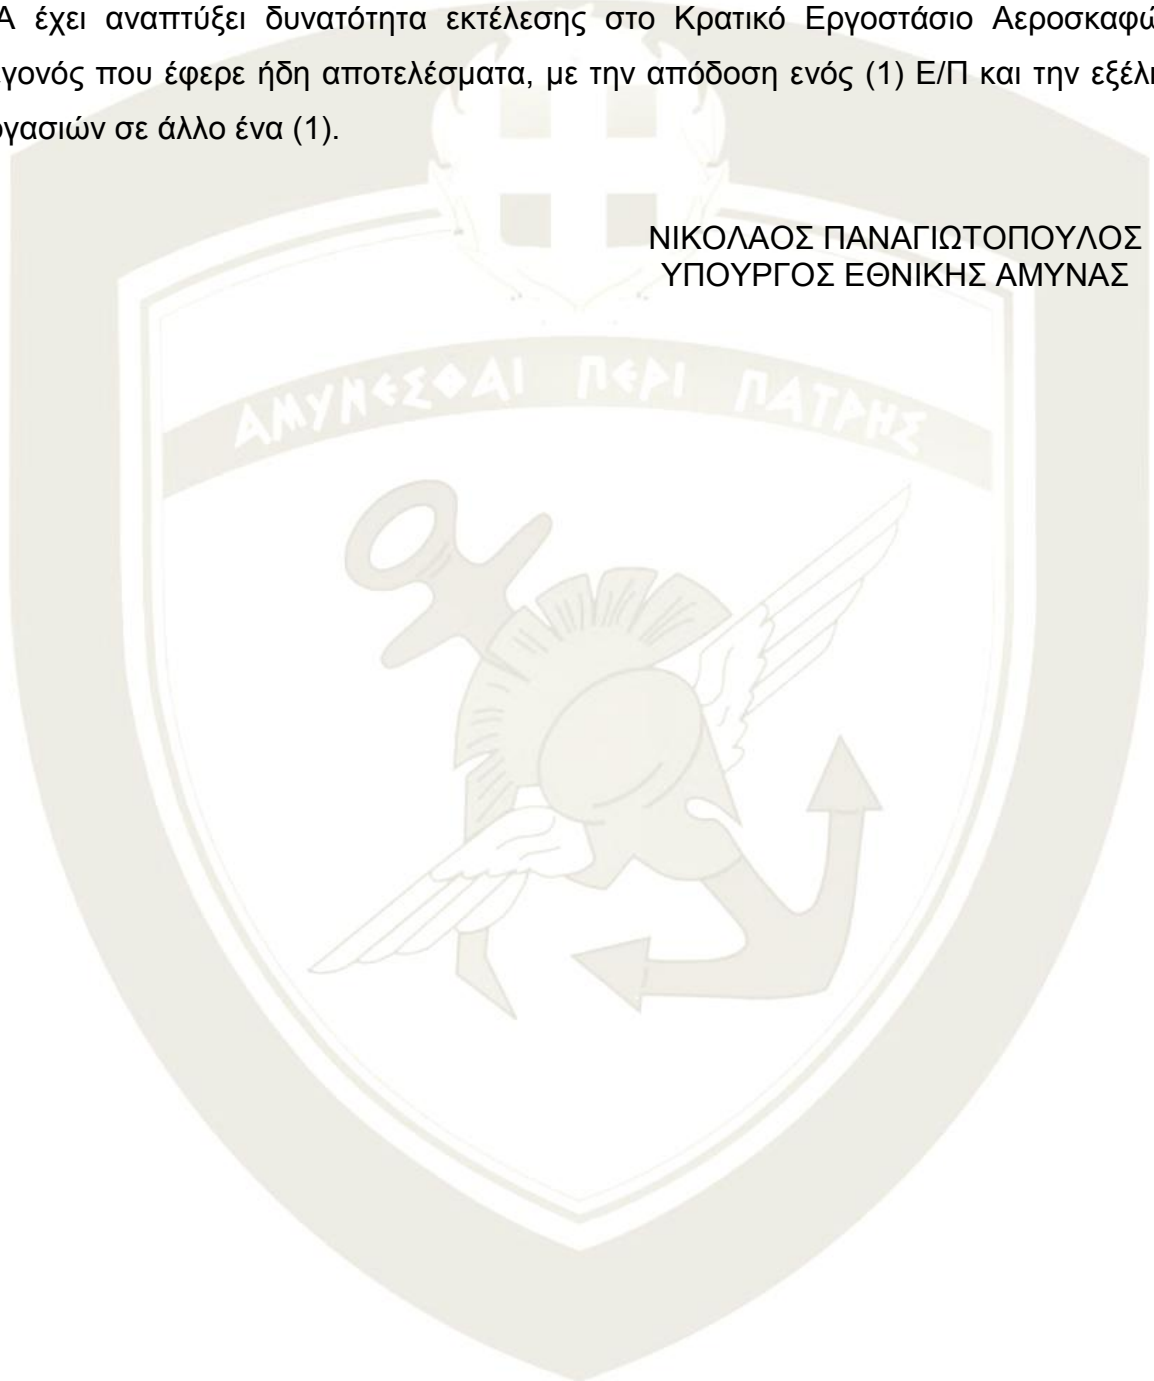 Α έχει αναπτύξει δυνατότητα εκτέλεσης στο Κρατικό Εργοστάσιο Αεροσκαφώ
γονός που έφερε ήδη αποτελέσματα, με την απόδοση ενός (1) Ε/Π και την εξέλι
γασιών σε άλλο ένα (1).
ΝΙΚΟΛΑΟΣ ΠΑΝΑΓΙΩΤΟΠΟΥΛΟΣ
ΥΠΟΥΡΓΟΣ ΕΘΝΙΚΗΣ ΑΜΥΝΑΣ
ΑΜΥΝΕΣΘΑΙ ΠΕΡΙ ΠΑΤΡΗΣ